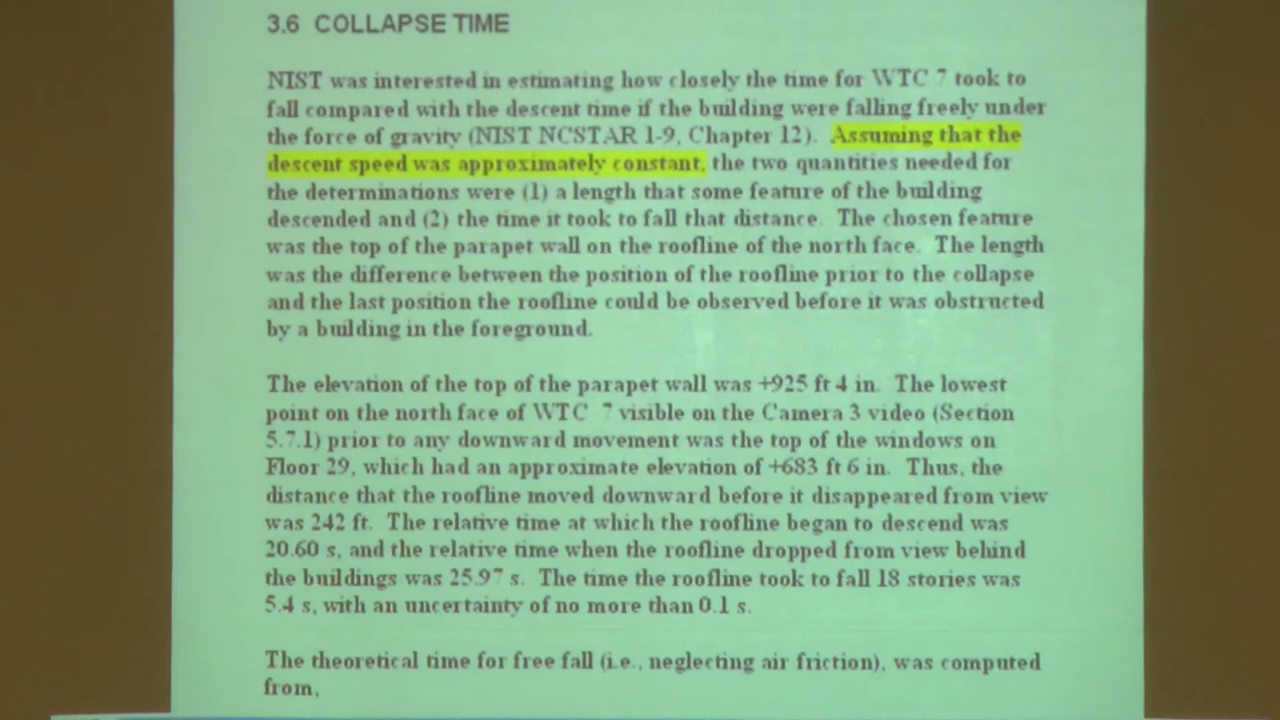 3.6 COLLAPSE TIME
NIST was interested in estimating how closely the time for WTC 7 took to
fall compared with the descent time if the building were falling freely under
the force of gravity (NIST NCSTAR 1-9, Chapter 12). Assuming that the
descent speed was approximately constant, the two quantities needed for
the determinations were (1) a length that some feature of the building
descended and (2) the time it took to fall that distance. The chosen feature
was the top of the parapet wall on the roofline of the north face. The length
was the difference between the position of the roofline prior to the collapse
and the last position the roofline could be observed before it was obstructed
by a building in the foreground.
The elevation of the top of the parapet wall was +925 ft 4 in. The lowest
point on the north face of WTC 7 visible on the Camera 3 video (Section
5.7.1) prior to any downward movement was the top of the windows on
Floor 29, which had an approximate elevation of +683 ft 6 in. Thus, the
distance that the roofline moved downward before it disappeared from view
was 242 ft. The relative time at which the roofline began to descend was
20.60 s, and the relative time when the roofline dropped from view behind
the buildings was 25.97 s. The time the roofline took to fall 18 stories was
5.4 s, with an uncertainty of no more than 0.1 s.
The theoretical time for free fall (i.e., neglecting air friction), was computed
from,